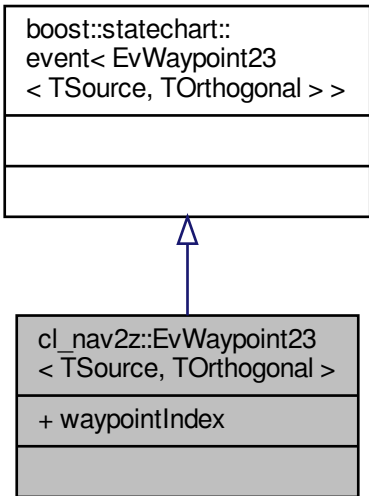 boost::statechart::
event< EvWaypoint23
< TSource, TOrthogonal > >
cl_nav2z::EvWaypoint23
< TSource, TOrthogonal >
+ waypointIndex